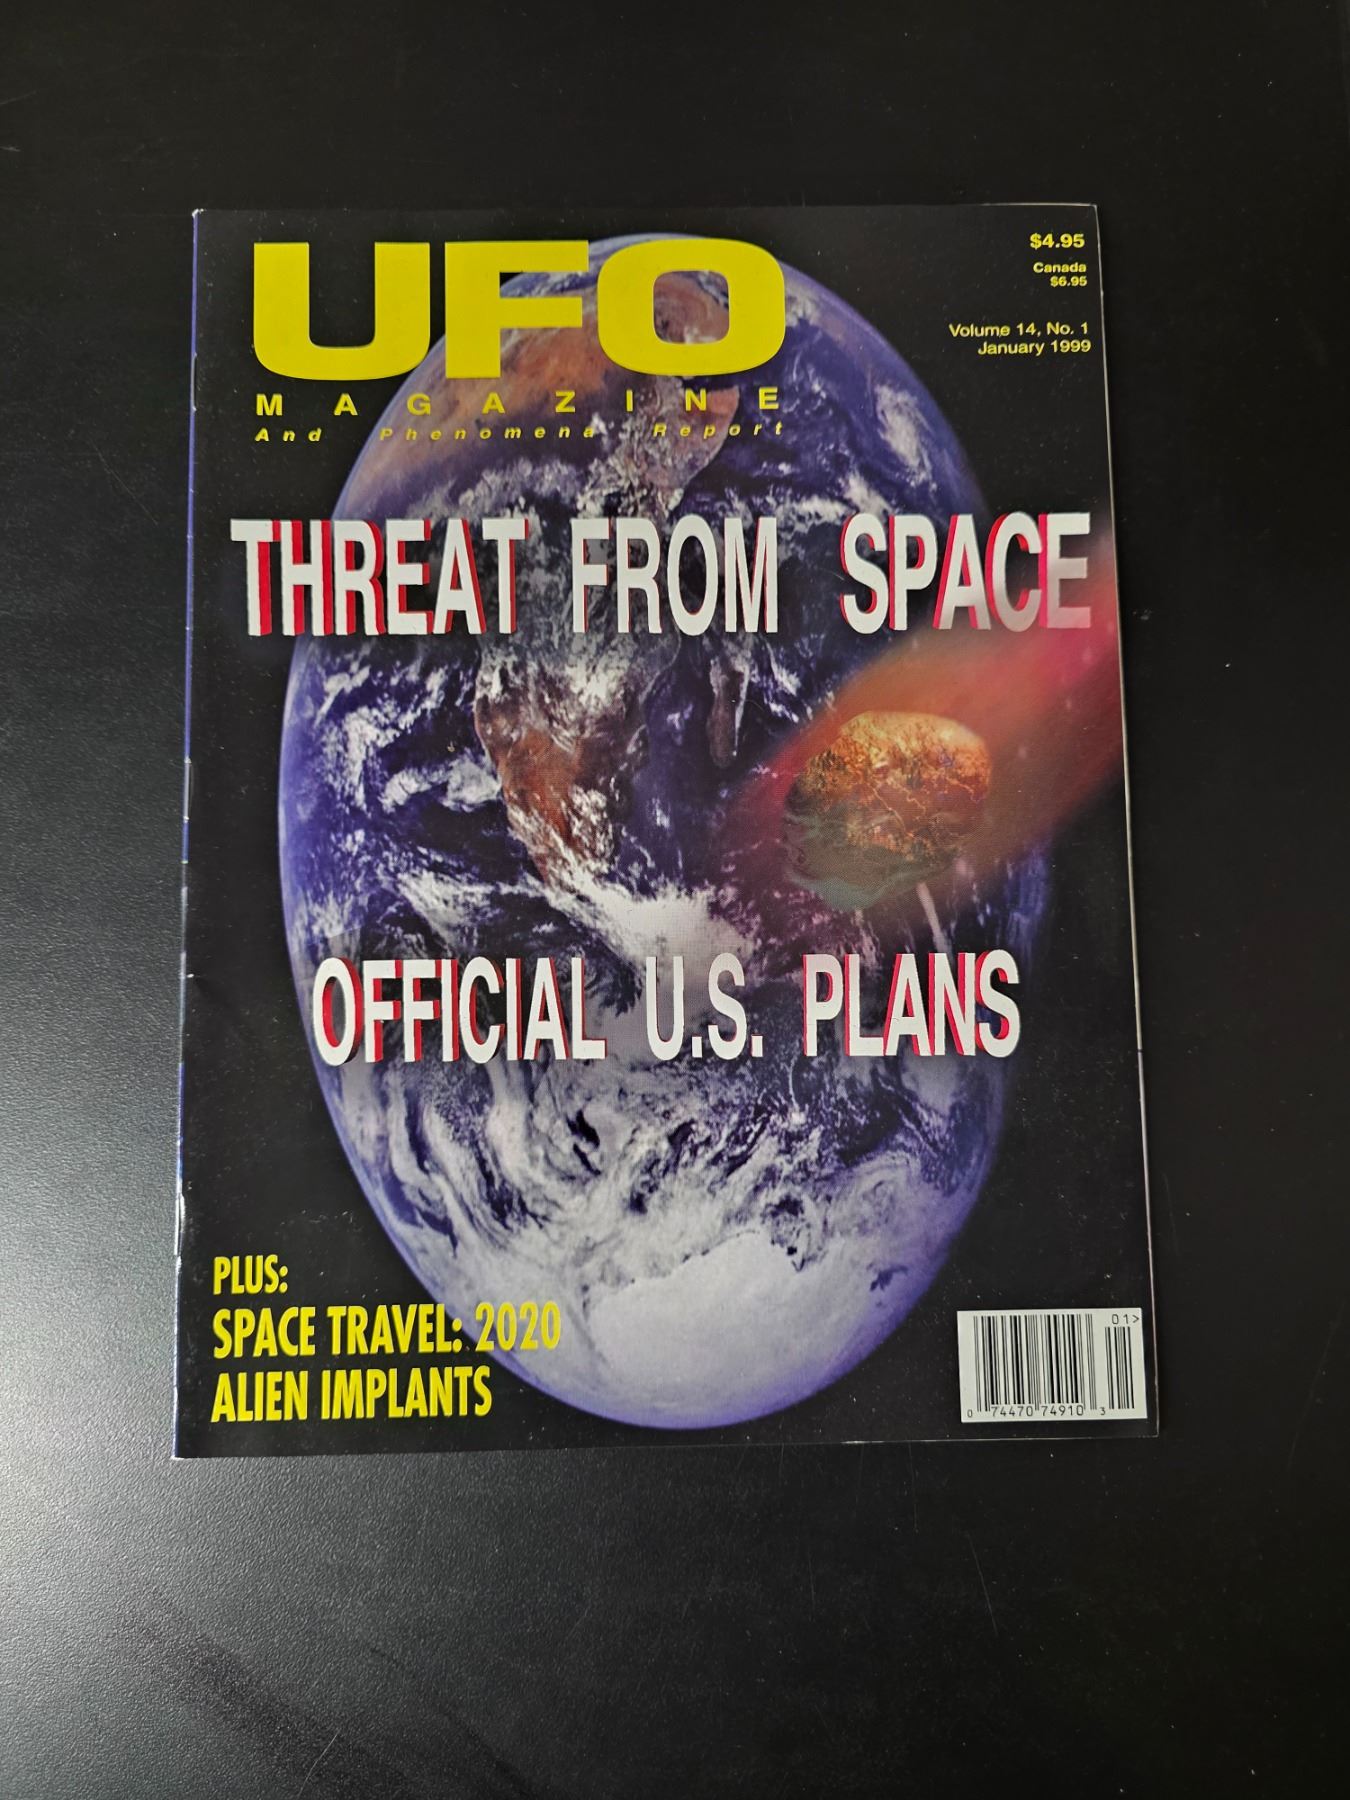 UFO
MAGAZINE
And Phenomena Report
$4.95
Canada
$6.95
Volume 14, No. 1
January 1999
THREAT FROM SPACE
OFFICIAL U.S. PLANS
PLUS:
SPACE TRAVEL: 2020
ALIEN IMPLANTS
01>
0 74470 74910 3